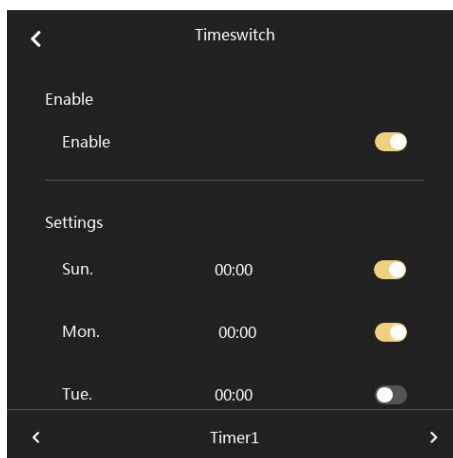 Timeswitch
Enable
Enable
Settings
Sun. 00:00
Mon. 00:00
Tue. 00:00
Timer1